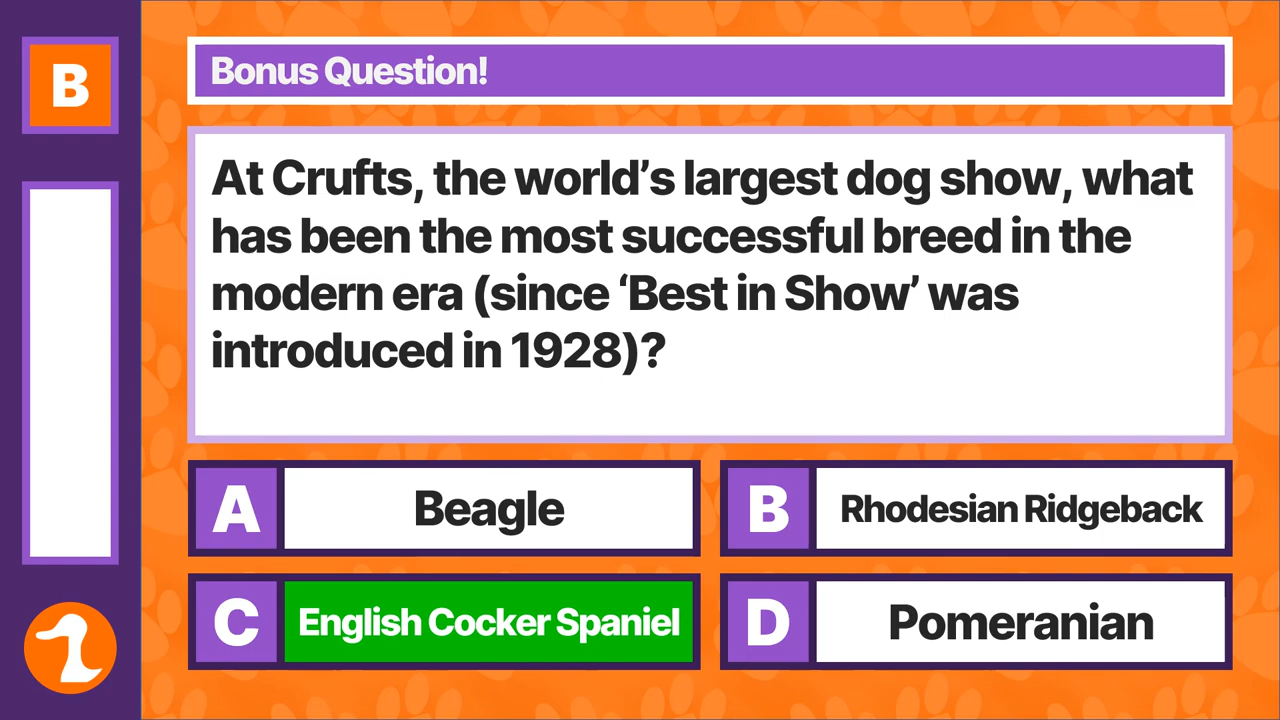 B
Bonus Question!
At Crufts, the world’s largest dog show, what
has been the most successful breed in the
modern era (since ‘Best in Show’ was
introduced in 1928)?
A Beagle
B Rhodesian Ridgeback
C English Cocker Spaniel
D Pomeranian